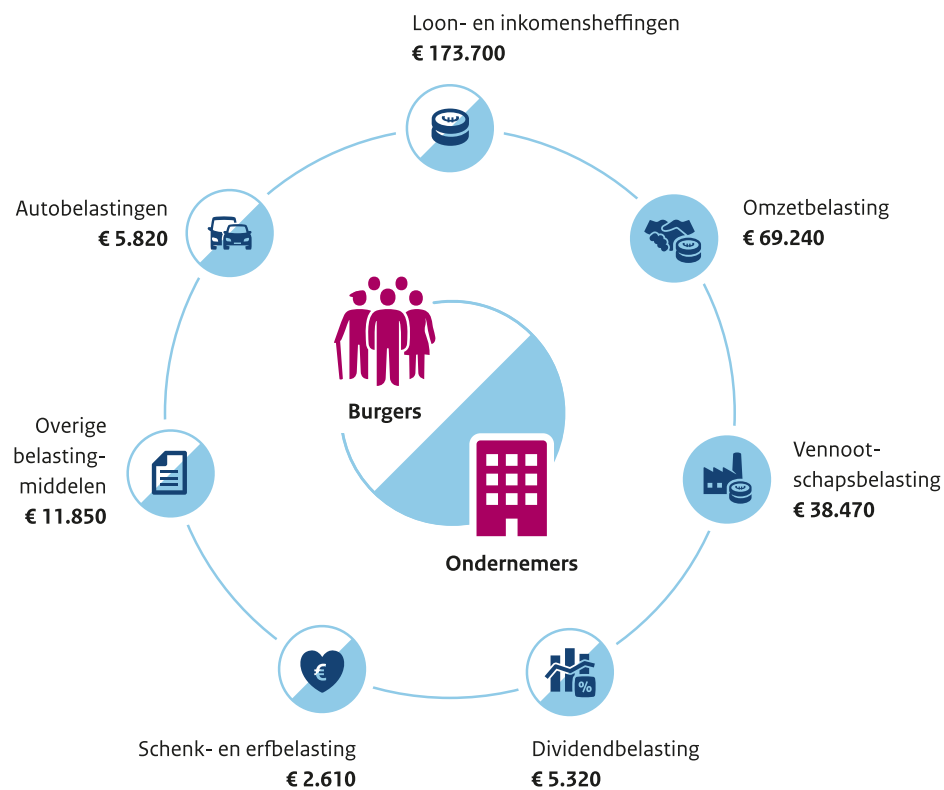 Loon- en inkomensheffingen
€ 173.700
Autobelastingen
€ 5.820
Omzetbelasting
€ 69.240
Burgers
Overige
belasting-
middelen
€ 11.850
Vennoot-
schapsbelasting
€ 38.470
Ondernemers
€
%
Schenk- en erfbelasting
€ 2.610
Dividendbelasting
€ 5.320